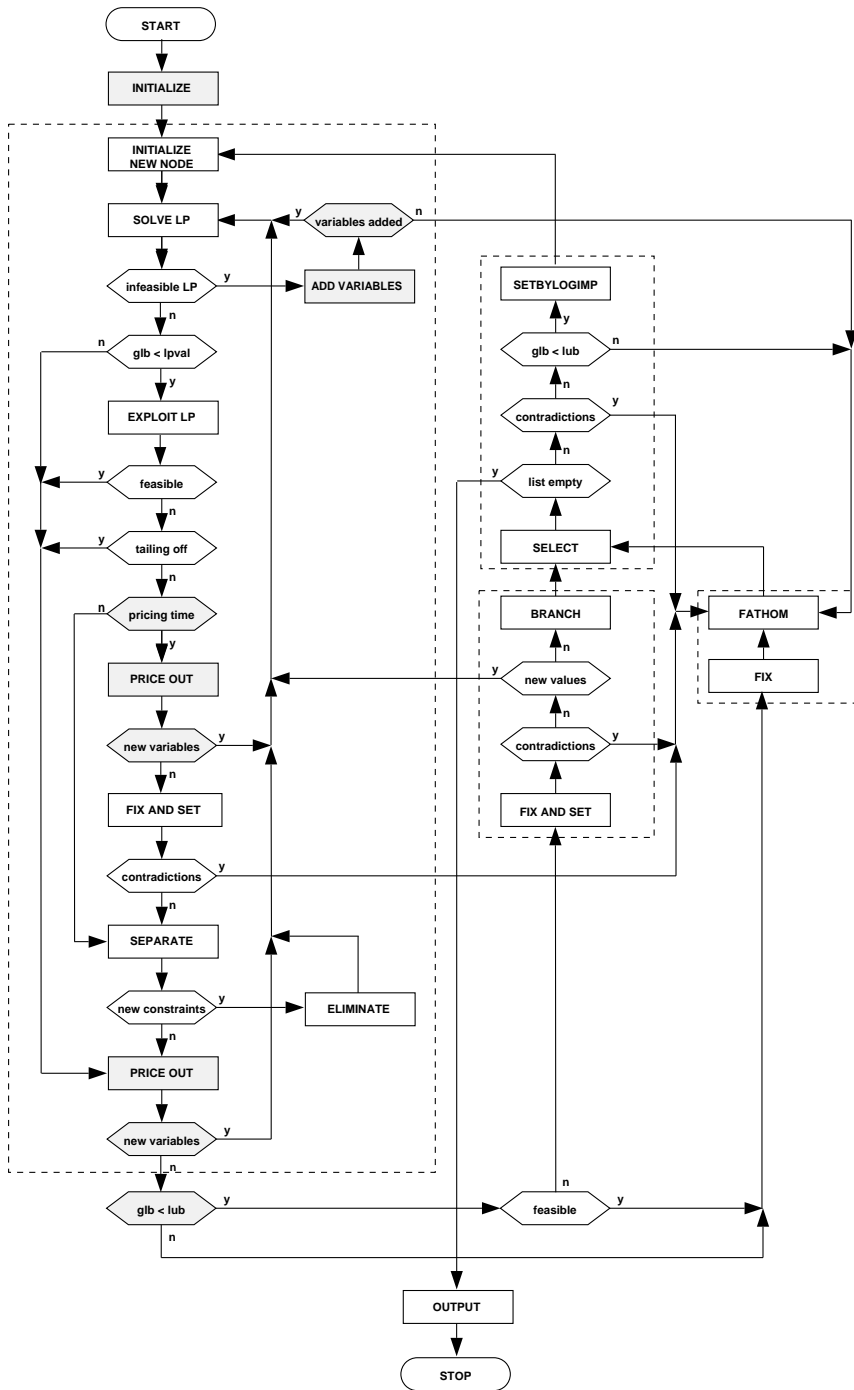 START
INITIALIZE
INITIALIZE
NEW NODE
SOLVE LP
y
variables added
n
infeasible LP
y
ADD VARIABLES
n
SETBYLOGIMP
n
glb < lpval
y
y
glb < lub
n
EXPLOIT LP
n
contradictions
y
y
feasible
n
n
y
list empty
y
tailing off
n
SELECT
n
pricing time
y
BRANCH
n
FATHOM
PRICE OUT
y
new values
n
FIX
new variables
y
n
contradictions
y
FIX AND SET
FIX AND SET
contradictions
y
n
SEPARATE
new constraints
y
n
ELIMINATE
PRICE OUT
new variables
y
n
glb < lub
y
n
n
feasible
y
OUTPUT
STOP